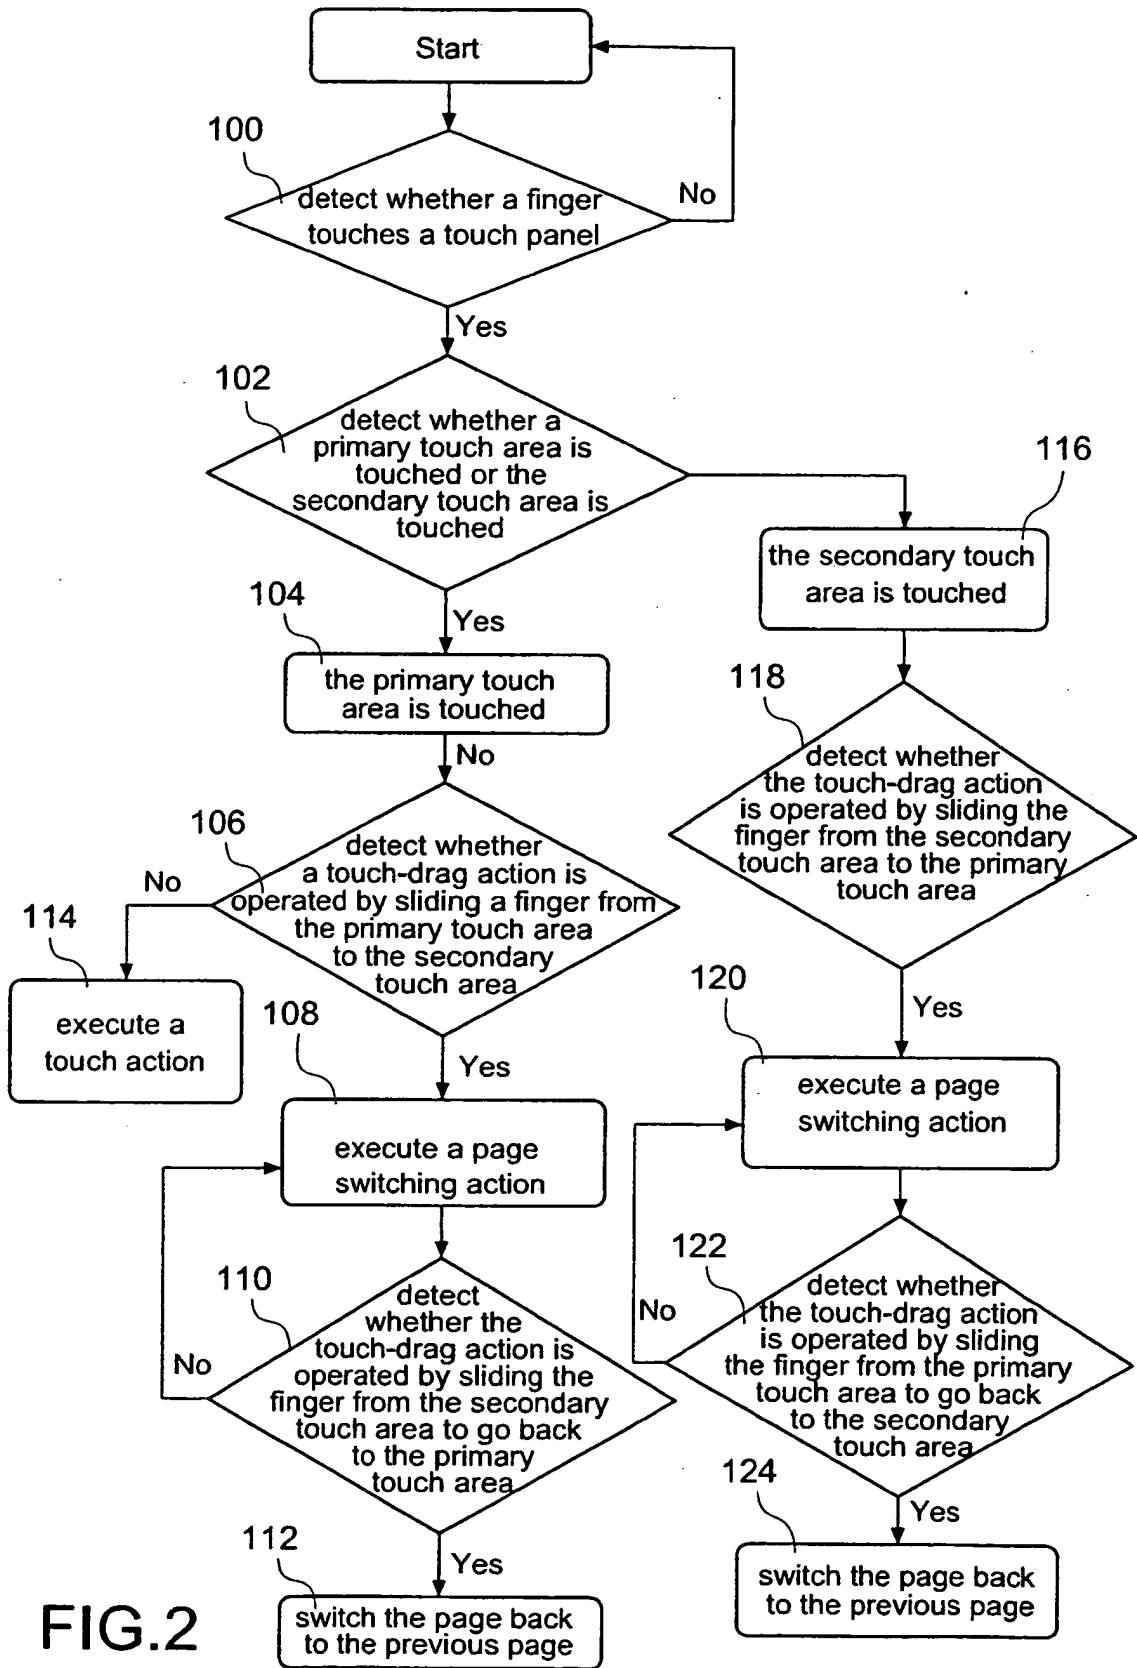 Start
100
detect whether a finger
touches a touch panel
No
Yes
102
detect whether a
primary touch area is
touched or the
secondary touch area is
touched
116
the secondary touch
area is touched
104
Yes
the primary touch
area is touched
No
118
detect whether
the touch-drag action
is operated by sliding the
finger from the secondary
touch area to the primary
touch area
106
detect whether
a touch-drag action is
operated by sliding a finger from
the primary touch area
to the secondary
touch area
No
114
execute a
touch action
108
Yes
120
Yes
execute a page
switching action
execute a page
switching action
110
detect
whether the
touch-drag action is
operated by sliding the
finger from the secondary
touch area to go back
to the primary
touch area
No
122
detect whether
the touch-drag action
is operated by sliding
the finger from the primary
touch area to go back
to the secondary
touch area
No
112
Yes
switch the page back
to the previous page
124
Yes
switch the page back
to the previous page
FIG.2